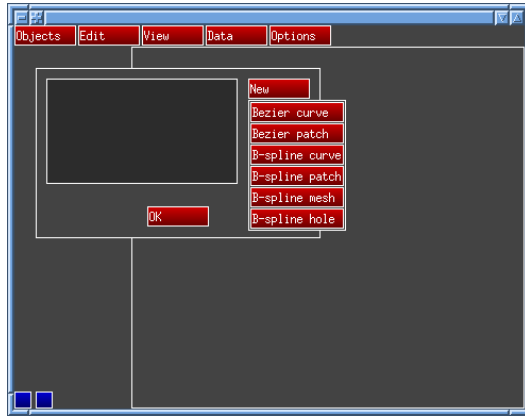 Objects Edit View Data Options
New
Bezier curve
Bezier patch
B-spline curve
B-spline patch
B-spline mesh
OK
B-spline hole